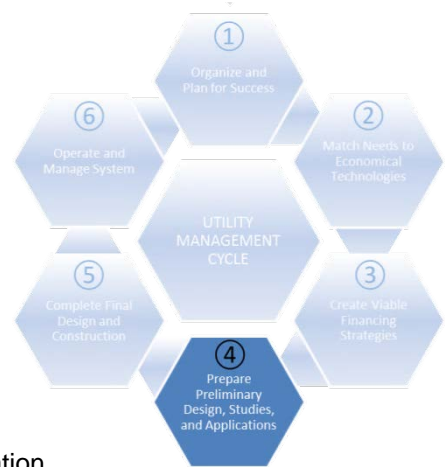 ①
Organize and
Plan for Success
②
Match Needs to
Economical
Technologies
③
Create Viable
Financing
Strategies
④
Prepare
Preliminary
Design, Studies,
and Applications
⑤
Complete Final
Design and
Construction
⑥
Operate and
Manage System
UTILITY
MANAGEMENT
CYCLE